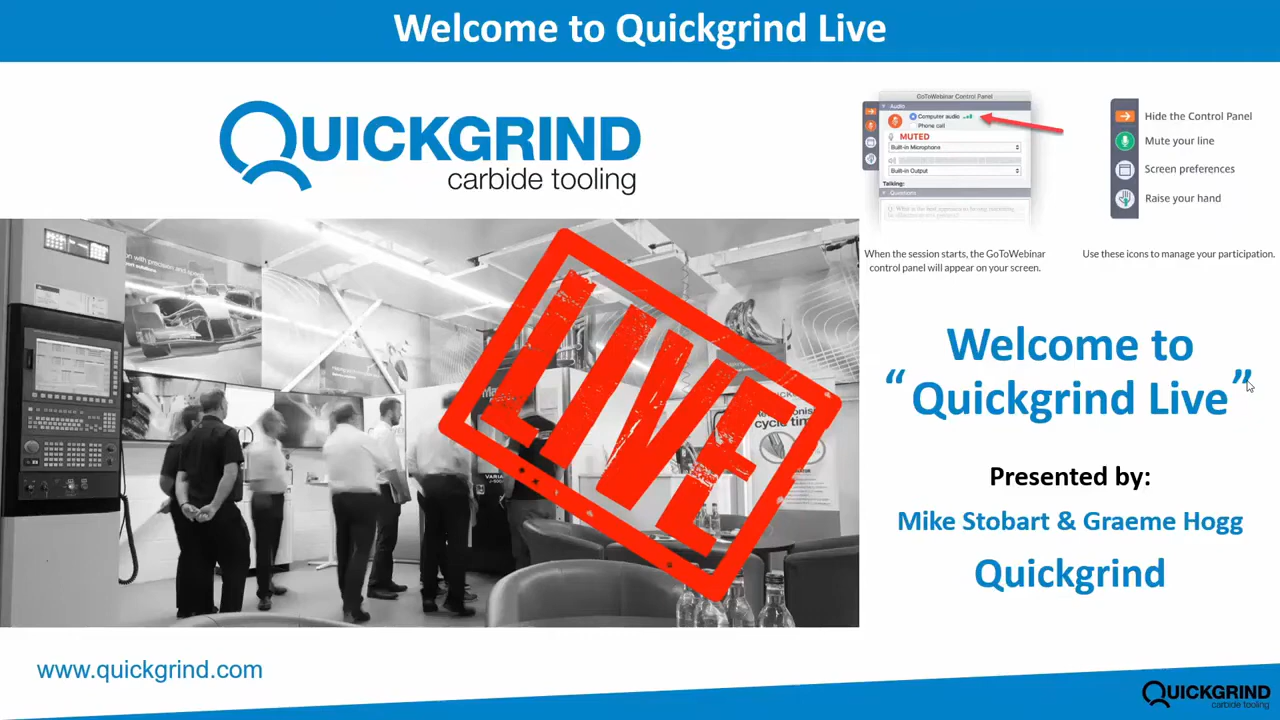 Welcome to Quickgrind Live
QUICKGRIND
carbide tooling
GoToWebinar Control Panel
Audio
Computer audio
Phone call
MUTED
Built-in Microphone
Built-in Output
Talking:
Questions
When the session starts, the GoToWebinar
control panel will appear on your screen.
Hide the Control Panel
Mute your line
Screen preferences
Raise your hand
Use these icons to manage your participation.
LIVE
cycle tim
Welcome to
“Quickgrind Live”
Presented by:
Mike Stobart & Graeme Hogg
Quickgrind
www.quickgrind.com
QUICKGRIND
carbide tooling